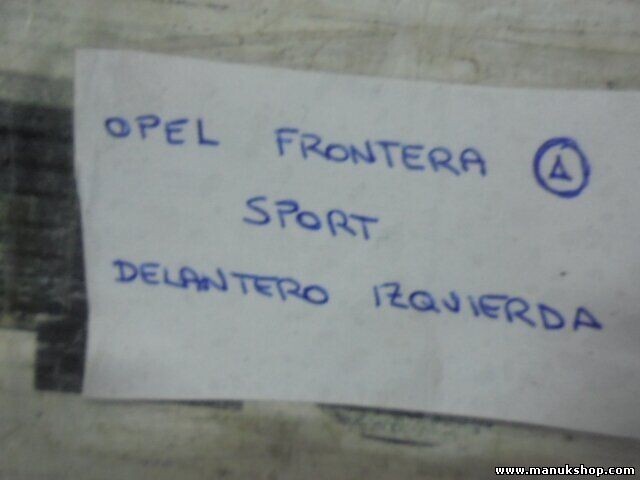 OPEL FRONTERA A
SPORT
DELANTERO IZQUIERDA
www.manukshop.com